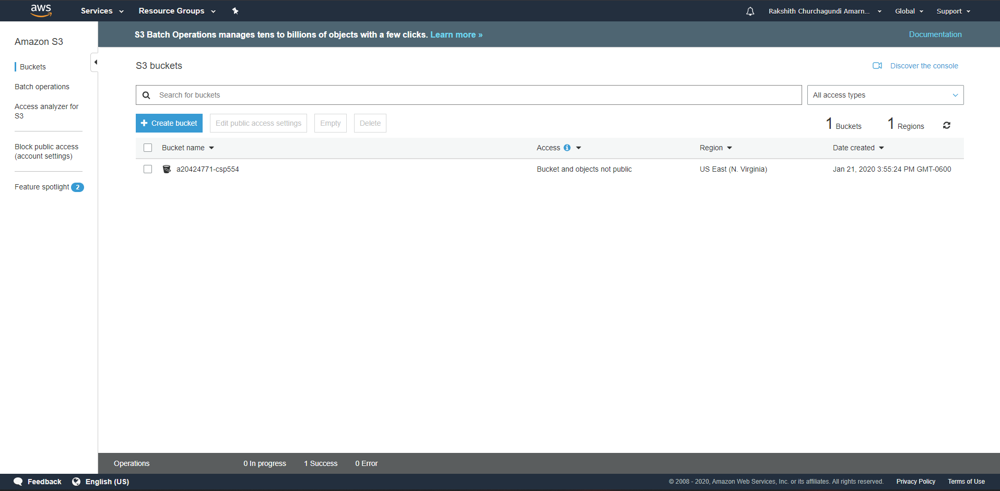 aws Services Resource Groups Rakshith Churchagundi Amarn... Global Support
S3 Batch Operations manages tens to billions of objects with a few clicks. Learn more » Documentation
Amazon S3
Buckets
Batch operations
Access analyzer for
S3
Block public access
(account settings)
Feature spotlight 2
S3 buckets Discover the console
Search for buckets All access types
Create bucket Edit public access settings Empty Delete 1 Buckets 1 Regions
Bucket name Access Region Date created
a20424771-csp554 Bucket and objects not public US East (N. Virginia) Jan 21, 2020 3:55:24 PM GMT-0600
Operations 0 In progress 1 Success 0 Error
Feedback English (US) © 2008 - 2020, Amazon Web Services, Inc. or its affiliates. All rights reserved. Privacy Policy Terms of Use